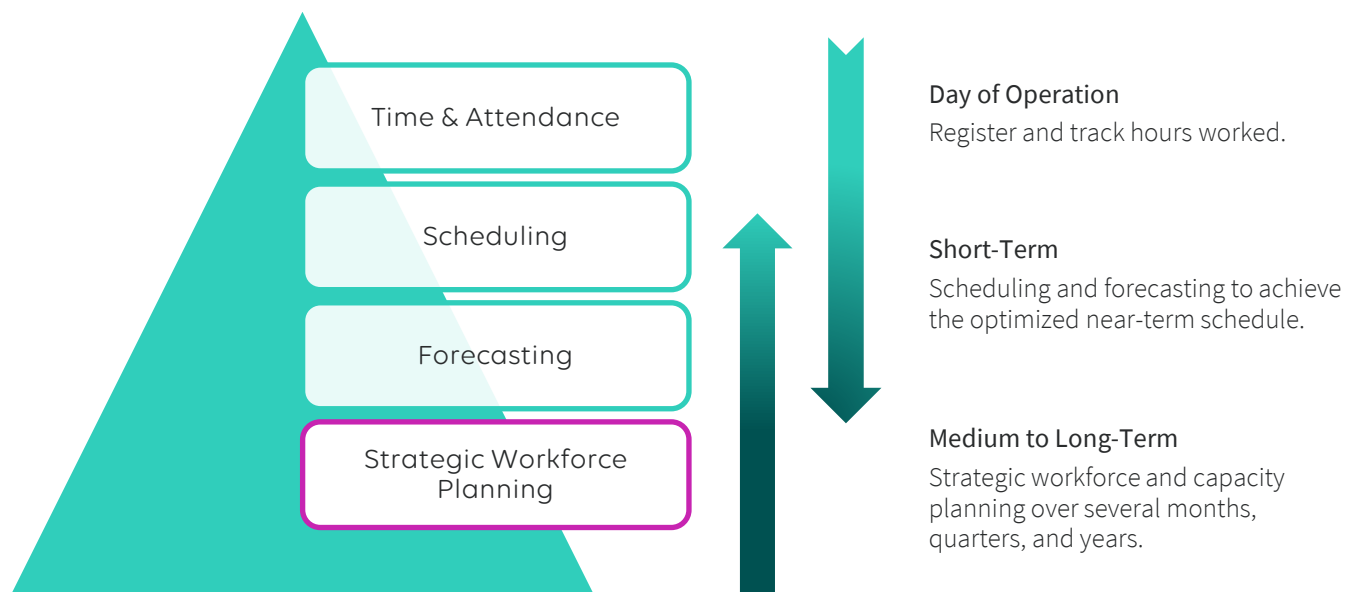 Time & Attendance
Scheduling
Forecasting
Strategic Workforce
Planning
Day of Operation
Register and track hours worked.
Short-Term
Scheduling and forecasting to achieve
the optimized near-term schedule.
Medium to Long-Term
Strategic workforce and capacity
planning over several months,
quarters, and years.